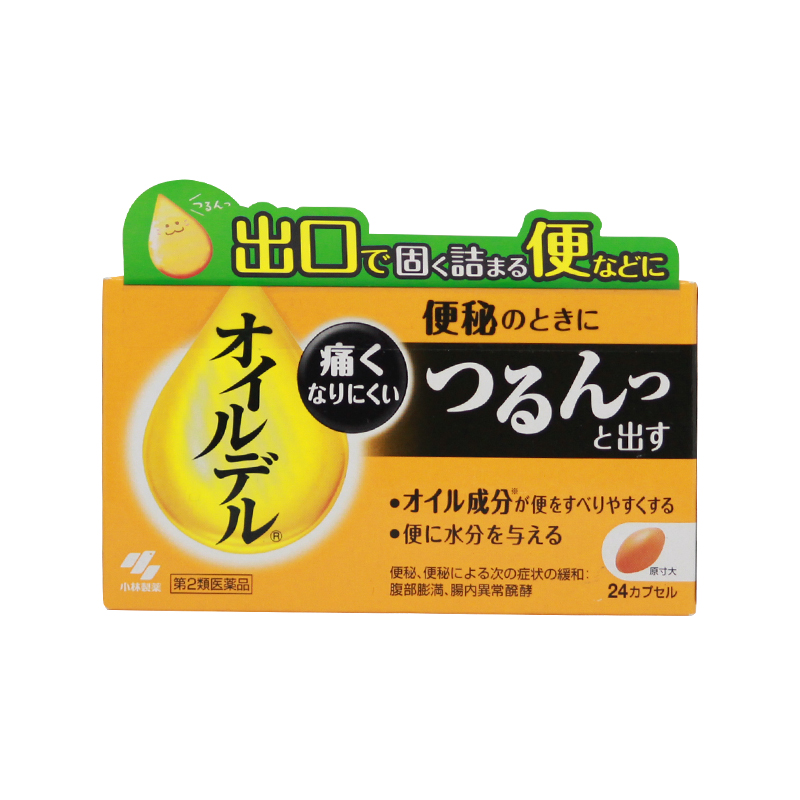 つるんっ
出口で固く詰まる便などに
便秘のときに
オイルデル®
痛く
なりにくい
つるんっ
と出す
•オイル成分※が便をすべりやすくする
•便に水分を与える
便秘、便秘による次の症状の緩和:
腹部膨満、腸内異常醗酵
原寸大
24カプセル
小林製薬
第2類医薬品